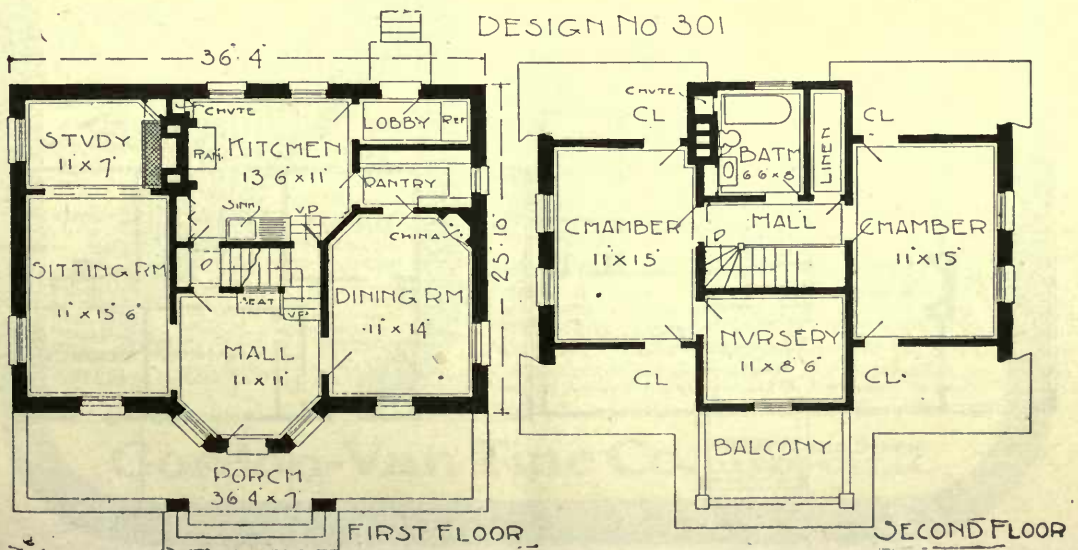 DESIGN NO 301
36' 4"
CHUTE
LOBBY
REF
STUDY
11' X 7'
RAN.
KITCHEN
13' 6" X 11'
PANTRY
SINK
UP
CHINA
D
25' 10"
SITTING RM
11' X 15' 6"
SEAT
UP
DINING RM
11' X 14'
HALL
11' X 11'
PORCH
36' 4" X 7'
FIRST FLOOR
CHUTE
CL
BATH
6' 6" X 8'
LINEN
CL
CHAMBER
11' X 15'
HALL
D
CHAMBER
11' X 15'
NURSERY
11' X 8' 6"
CL
CL.
BALCONY
SECOND FLOOR